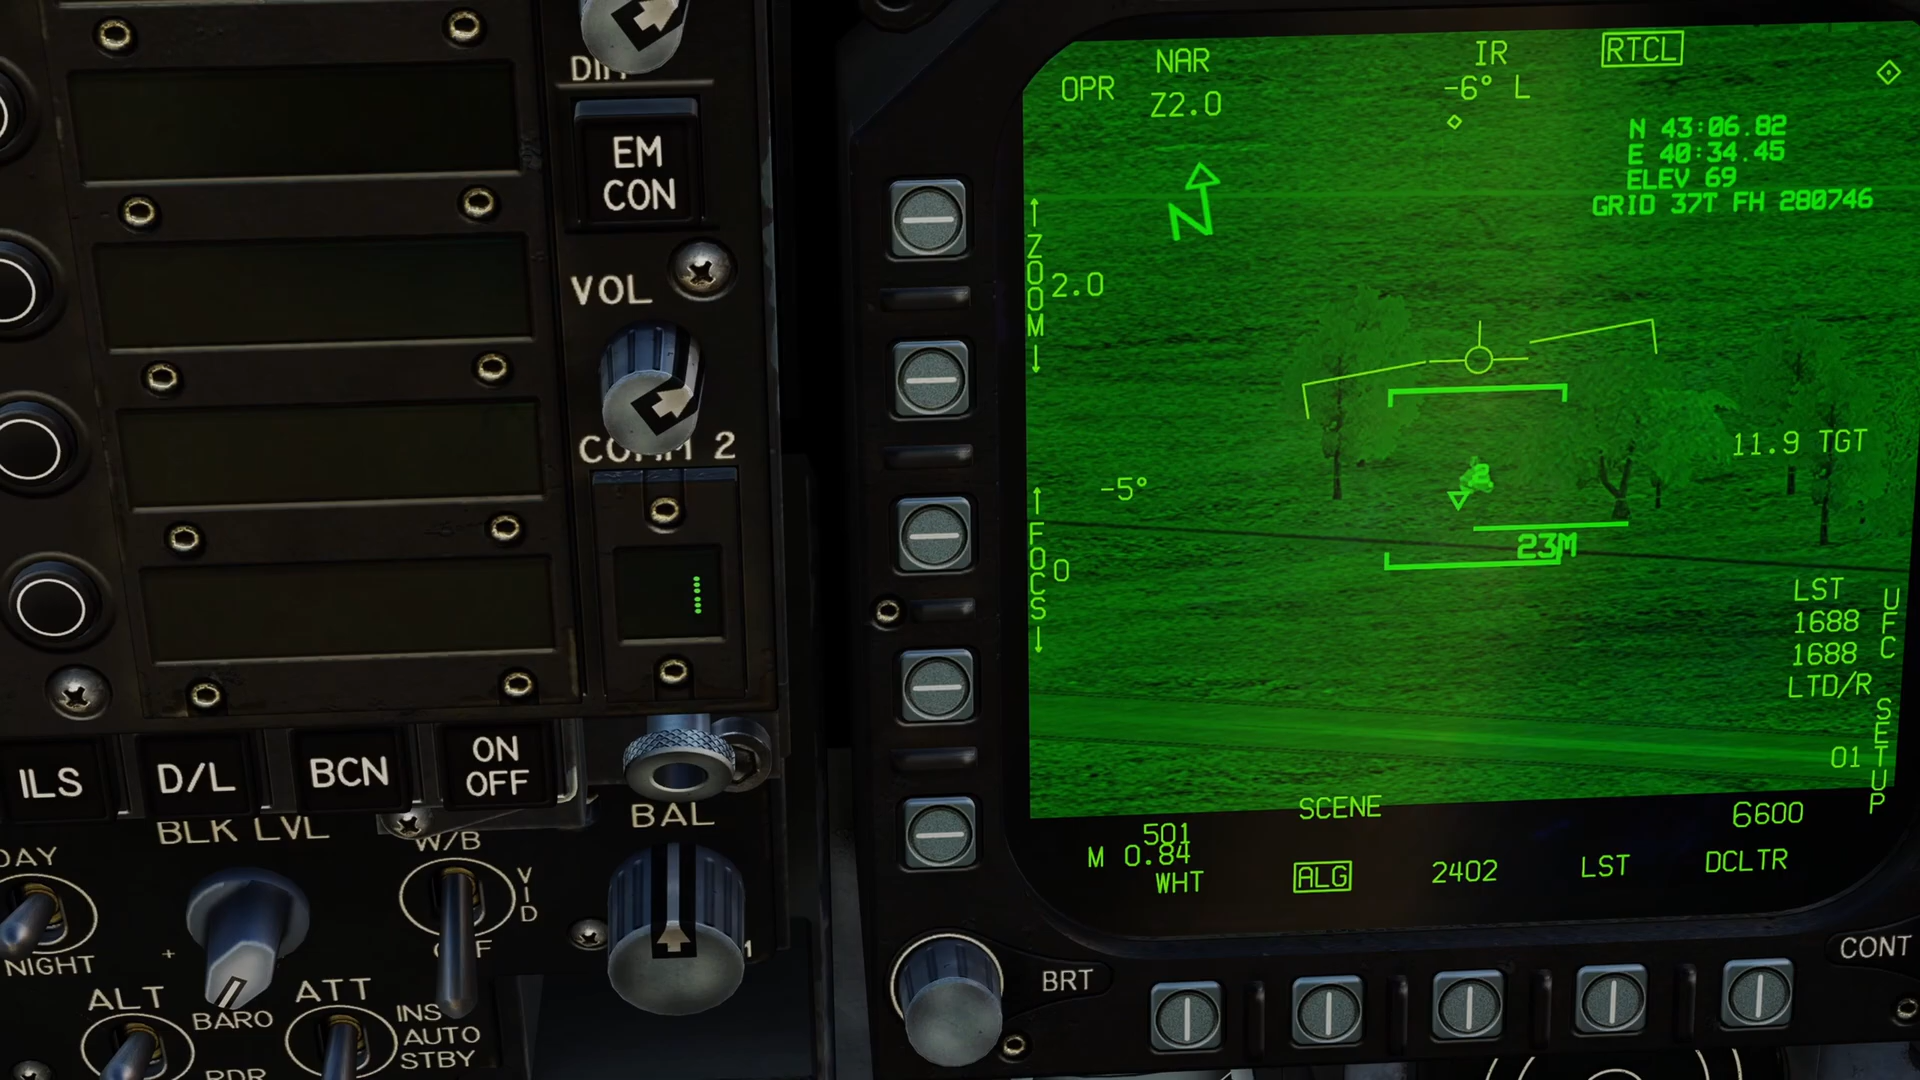 DIM
EM
CON
VOL
COMM 2
ILS
D/L
BCN
ON
OFF
BLK LVL
W/B
VID
OFF
BAL
DAY
NIGHT
ALT
BARO
RDR
ATT
INS
AUTO
STBY
OPR
NAR
Z2.0
IR
-6° L
RTCL
N 43:06.82
E 40:34.45
ELEV 69
GRID 37T FH 280746
N
ZOOM
2.0
-5°
11.9 TGT
23M
FOCS
0
LST
1688
1688
LTD/R
UFC
SETUP
01
501
M 0.84
WHT
SCENE
ALG
2402
LST
6600
DCLTR
BRT
CONT